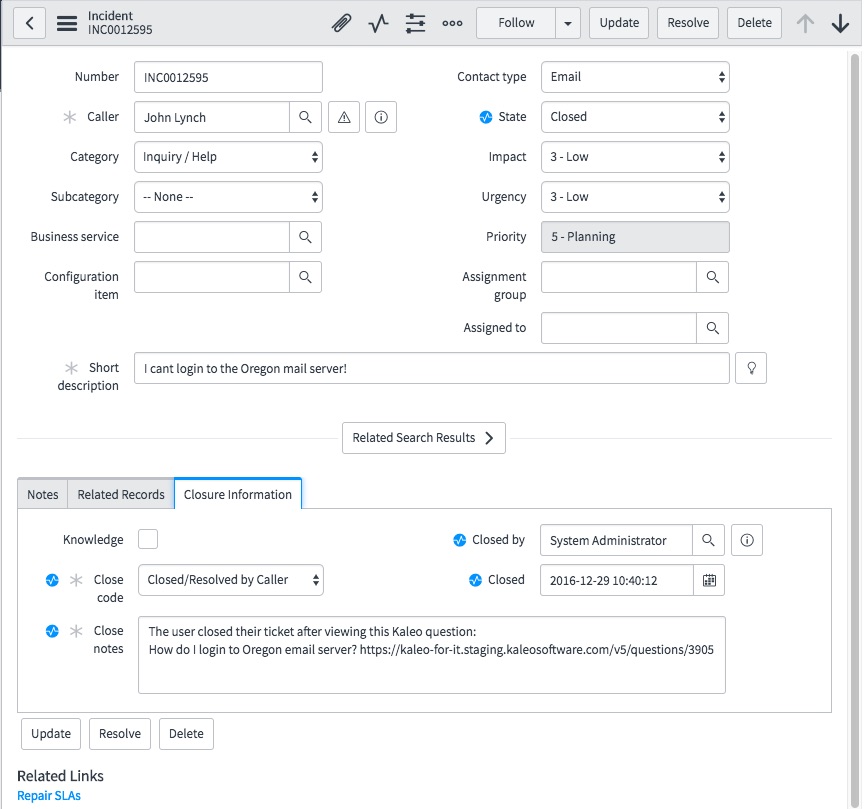 Incident
INC0012595
Follow
Update
Resolve
Delete
Number
INC0012595
Contact type
Email
Caller
John Lynch
State
Closed
Category
Inquiry / Help
Impact
3 - Low
Subcategory
-- None --
Urgency
3 - Low
Business service
Priority
5 - Planning
Configuration
item
Assignment
group
Assigned to
Short
description
I cant login to the Oregon mail server!
Related Search Results
Notes
Related Records
Closure Information
Knowledge
Closed by
System Administrator
Close
code
Closed/Resolved by Caller
Closed
2016-12-29 10:40:12
Close
notes
The user closed their ticket after viewing this Kaleo question:
How do I login to Oregon email server? https://kaleo-for-it.staging.kaleosoftware.com/v5/questions/3905
Update
Resolve
Delete
Related Links
Repair SLAs